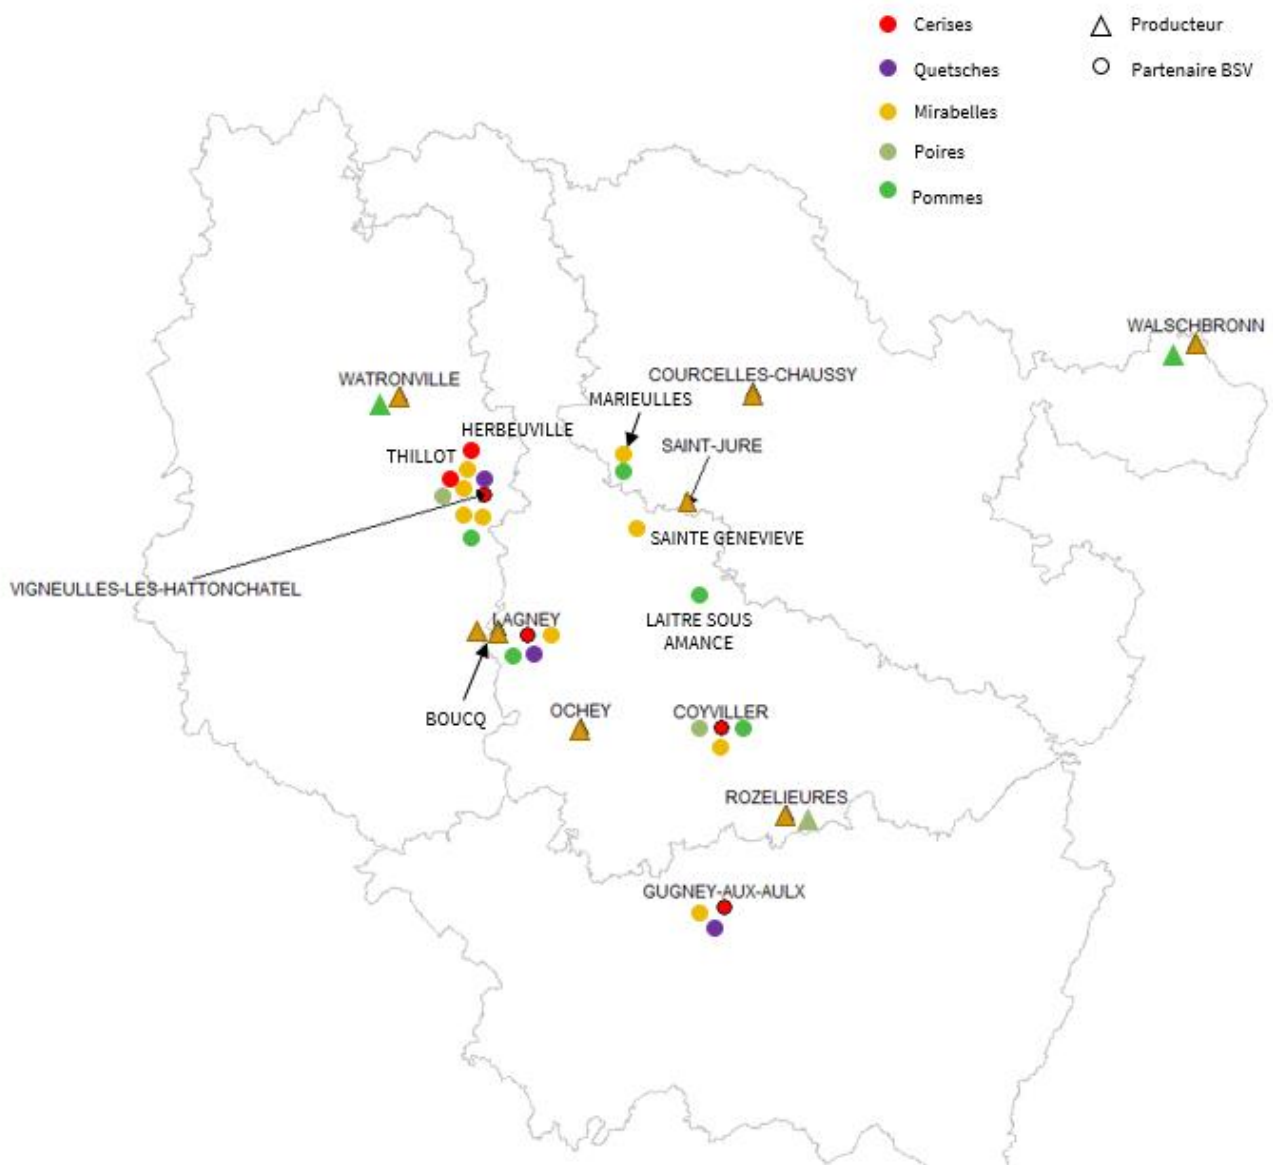 Cerises
Producteur
Quetsches
Partenaire BSV
Mirabelles
Poires
Pommes
WALSCHBRONN
WATRONVILLE
COURCELLES-CHAUSSY
MARIEULLES
HERBEUVILLE
SAINT-JURE
THILLOT
SAINTE GENEVIEVE
VIGNEULLES-LES-HATTONCHATEL
LAGNEY
LAITRE SOUS
AMANCE
BOUCQ
OCHEY
COYVILLER
ROZELIEURES
GUGNEY-AUX-AULX